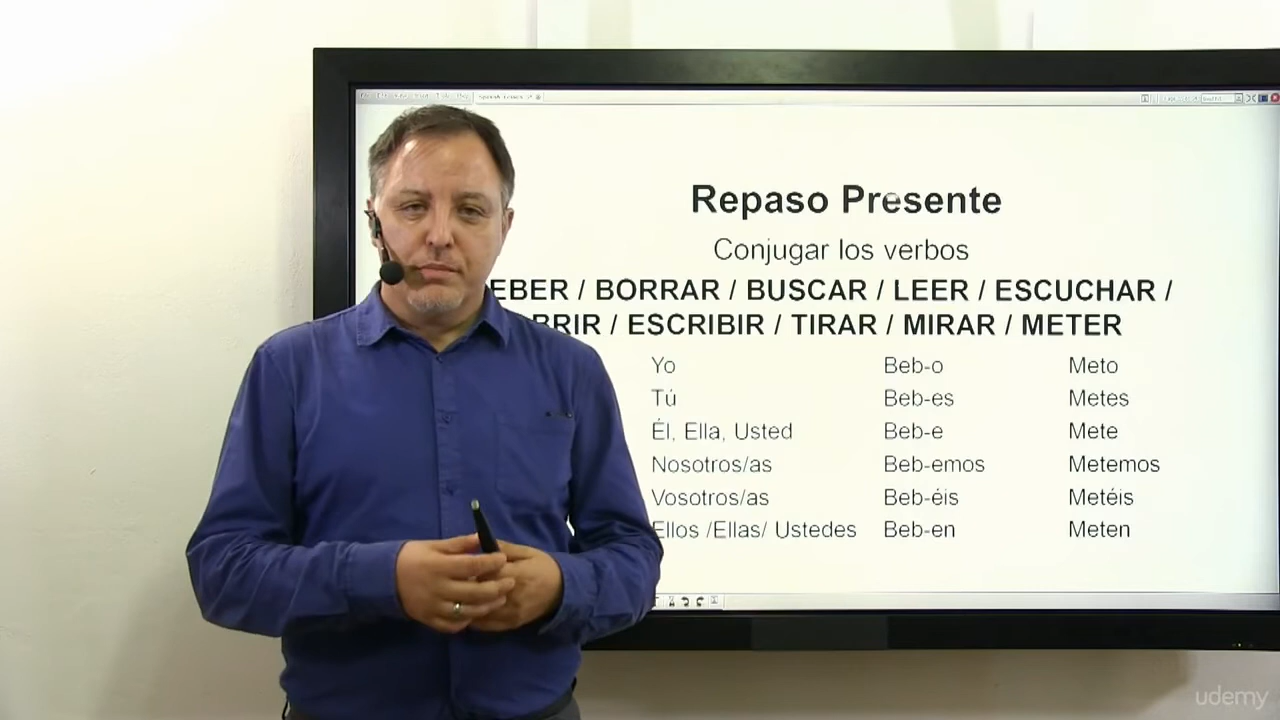 Repaso Presente
Conjugar los verbos
EBER / BORRAR / BUSCAR / LEER / ESCUCHAR /
BRIR / ESCRIBIR / TIRAR / MIRAR / METER
Yo Beb-o Meto
Tú Beb-es Metes
Él, Ella, Usted Beb-e Mete
Nosotros/as Beb-emos Metemos
Vosotros/as Beb-éis Metéis
Ellos /Ellas/ Ustedes Beb-en Meten
udemy